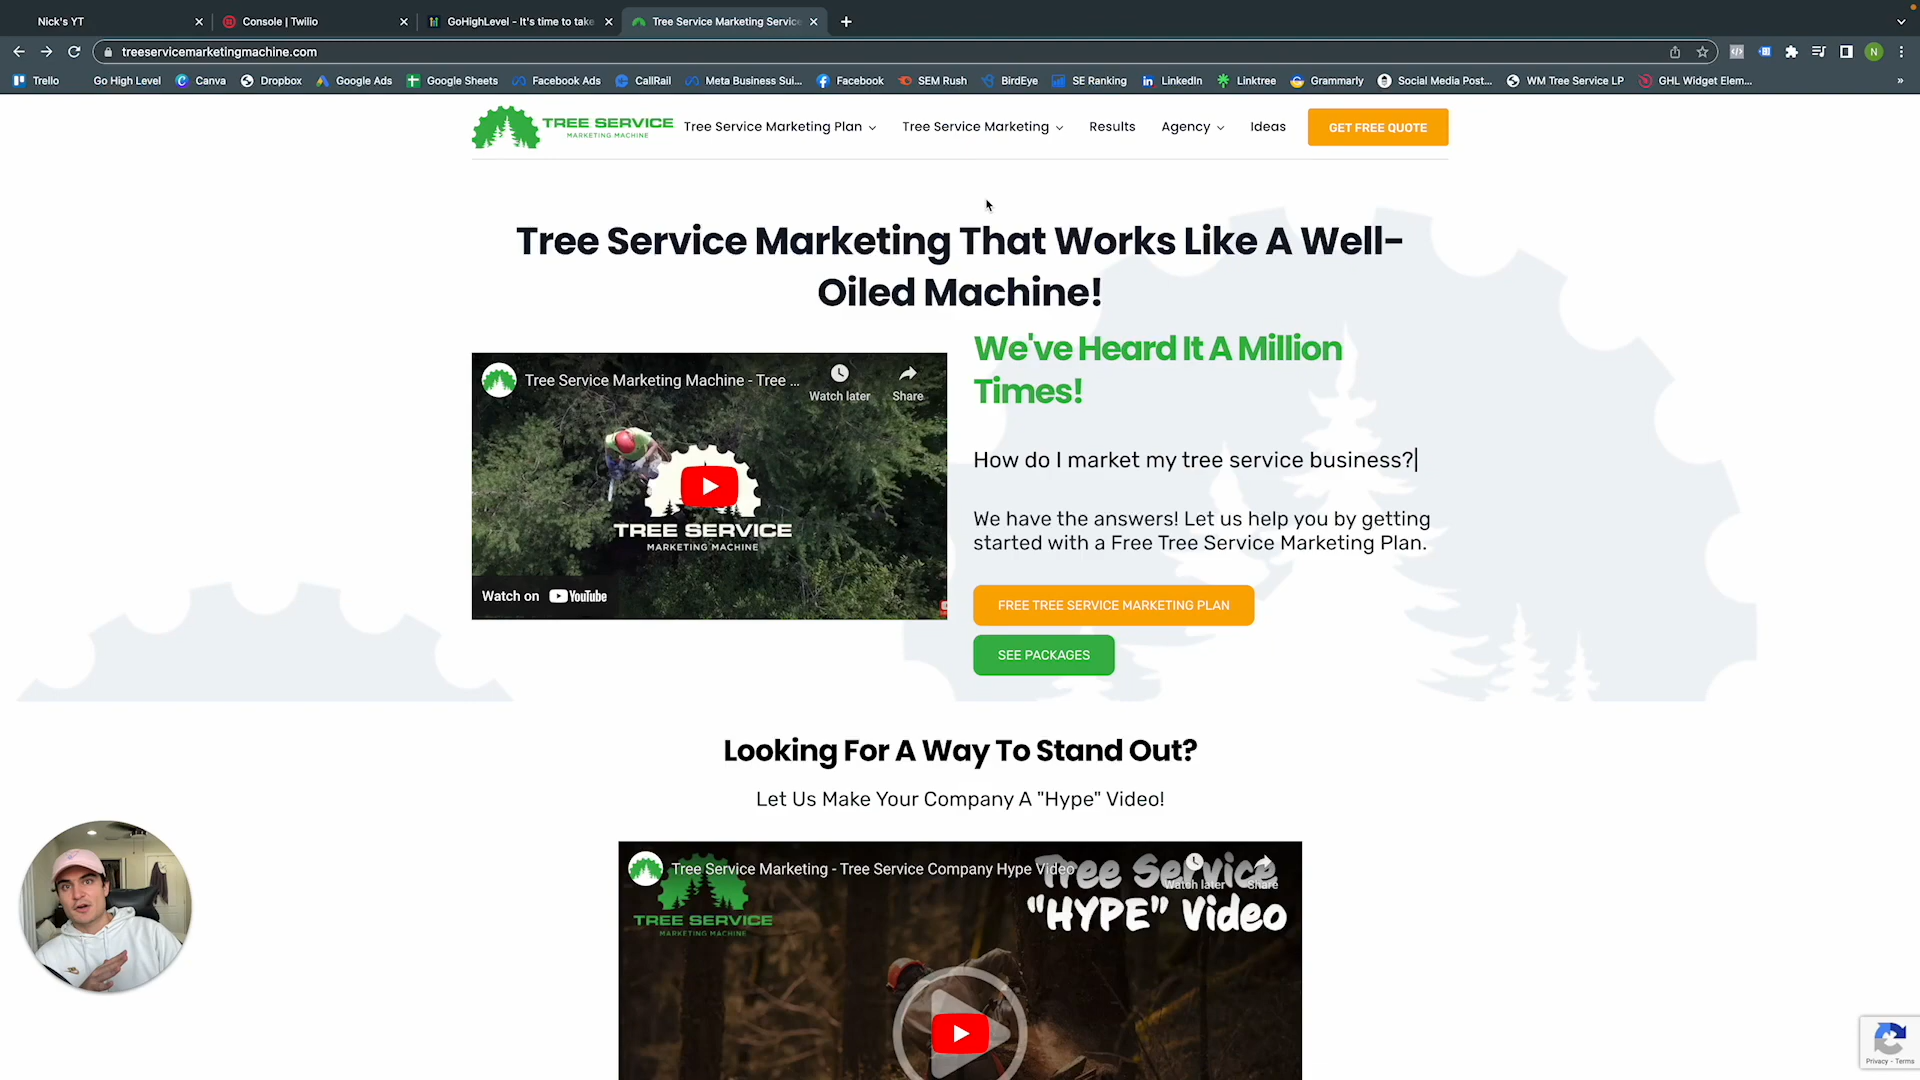 Nick's YT
Console | Twilio
GoHighLevel - It's time to take
Tree Service Marketing Service
treeservicemarketingmachine.com
N
Trello
Go High Level
Canva
Dropbox
Google Ads
Google Sheets
Facebook Ads
CallRail
Meta Business Sui...
Facebook
SEM Rush
BirdEye
SE Ranking
LinkedIn
Linktree
Grammarly
Social Media Post...
WM Tree Service LP
GHL Widget Elem...
TREE SERVICE
MARKETING MACHINE
Tree Service Marketing Plan
Tree Service Marketing
Results
Agency
Ideas
GET FREE QUOTE
Tree Service Marketing That Works Like A Well-
Oiled Machine!
Tree Service Marketing Machine - Tree ...
Watch later
Share
TREE SERVICE
MARKETING MACHINE
Watch on YouTube
We've Heard It A Million
Times!
How do I market my tree service business?
We have the answers! Let us help you by getting
started with a Free Tree Service Marketing Plan.
FREE TREE SERVICE MARKETING PLAN
SEE PACKAGES
Looking For A Way To Stand Out?
Let Us Make Your Company A "Hype" Video!
Tree Service Marketing - Tree Service Company Hype Video
Watch later
Share
Tree Service
"HYPE" Video
TREE SERVICE
MARKETING MACHINE
Privacy - Terms